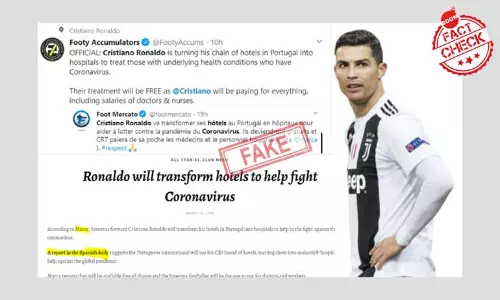 Cristiano Ronaldo
Footy Accumulators @FootyAccums · 10h
OFFICIAL: Cristiano Ronaldo is turning his chain of hotels in Portugal into
hospitals to treat those with underlying health conditions who have
Coronavirus.
Their treatment will be FREE as @Cristiano will be paying for everything,
including salaries of doctors & nurses.
Foot Mercato @footmercato · 19h
Cristiano Ronaldo va transformer ses hôtels au Portugal en hôpitaux pour
aider à lutter contre la pandémie du Coronavirus. Ils deviendront et
CR7 paiera de sa poche les médecins et le personnel
). #respect
FAKE
FACT
CHECK
ALL STORIES, CLUB
Ronaldo will transform hotels to help fight
Coronavirus
According to Marca, Juventus forward Cristiano Ronaldo will transform his hotels in Portugal into hospitals to help in the fight against the
coronavirus.
A report in the Spanish daily suggests the Portuguese international will use his CR7 brand of hotels, turning them into makeshift hospitals
help against the global pandemic.
Jeep